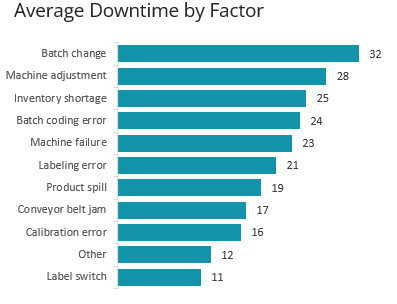 Average Downtime by Factor
Batch change 32
Machine adjustment 28
Inventory shortage 25
Batch coding error 24
Machine failure 23
Labeling error 21
Product spill 19
Conveyor belt jam 17
Calibration error 16
Other 12
Label switch 11